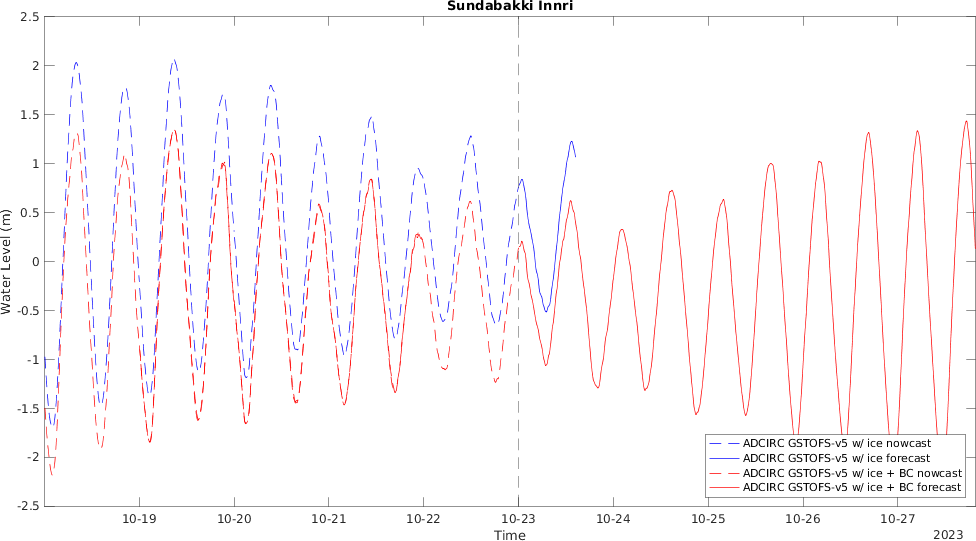 Sundabakki Innri
2.5
2
1.5
1
0.5
0
-0.5
-1
-1.5
-2
-2.5
Water Level (m)
ADCIRC GSTOFS-v5 w/ ice nowcast
ADCIRC GSTOFS-v5 w/ ice forecast
ADCIRC GSTOFS-v5 w/ ice + BC nowcast
ADCIRC GSTOFS-v5 w/ ice + BC forecast
10-19 10-20 10-21 10-22 10-23 10-24 10-25 10-26 10-27
Time
2023